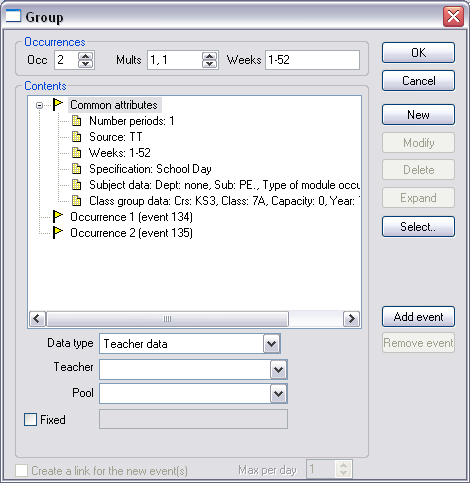 Group
Occurrences
Occ 2 Mults 1, 1 Weeks 1-52
OK
Cancel
Contents
Common attributes
Number periods: 1
Source: TT
Weeks: 1-52
Specification: School Day
Subject data: Dept: none, Sub: PE., Type of module occu
Class group data: Crs: KS3, Class: 7A, Capacity: 0, Year:
Occurrence 1 (event 134)
Occurrence 2 (event 135)
New
Modify
Delete
Expand
Select..
Add event
Remove event
Data type Teacher data
Teacher
Pool
Fixed
Create a link for the new event(s) Max per day 1